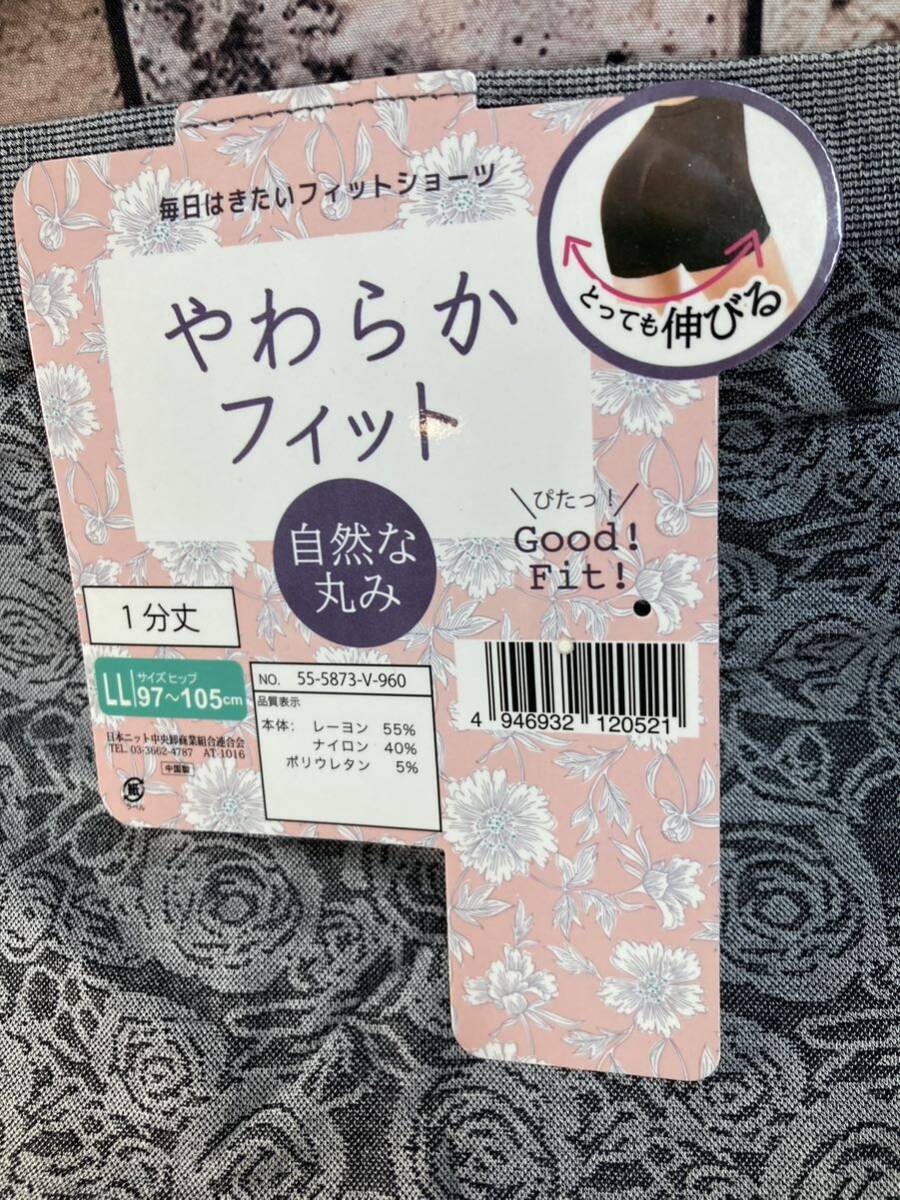 毎日はきたいフィットショーツ
とっても伸びる
やわらか
フィット
自然な
丸み
＼ぴたっ！／
Good!
Fit!
1分丈
LL サイズ ヒップ 97〜105cm
NO. 55-5873-V-960
品質表示
本体： レーヨン 55%
ナイロン 40%
ポリウレタン 5%
4 946932 120521
日本ニット中央卸商業組合連合会
TEL. 03-3662-4787 AT-1016
中国製
紙
ラベル